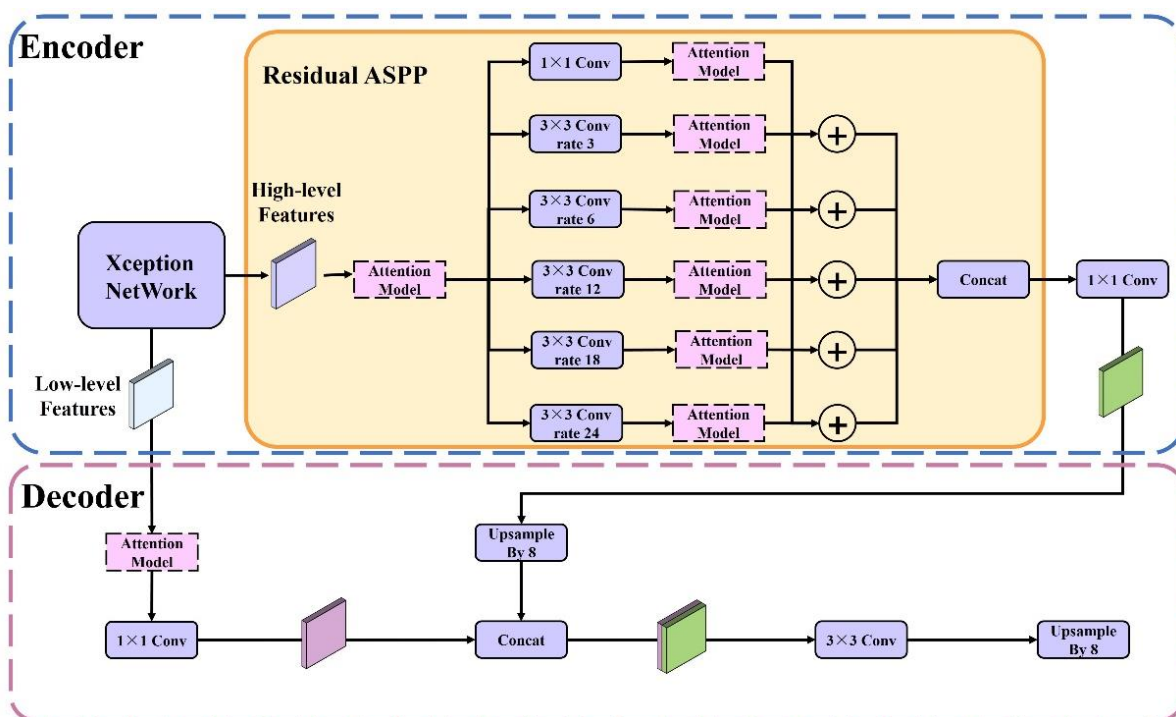 Encoder
Residual ASPP
1×1 Conv
Attention
Model
3×3 Conv
rate 3
Attention
Model
High-level
Features
3×3 Conv
rate 6
Attention
Model
Xception
NetWork
Attention
Model
3×3 Conv
rate 12
Attention
Model
Concat
1×1 Conv
3×3 Conv
rate 18
Attention
Model
Low-level
Features
3×3 Conv
rate 24
Attention
Model
+
+
+
+
+
Decoder
Attention
Model
Upsample
By 8
1×1 Conv
Concat
3×3 Conv
Upsample
By 8